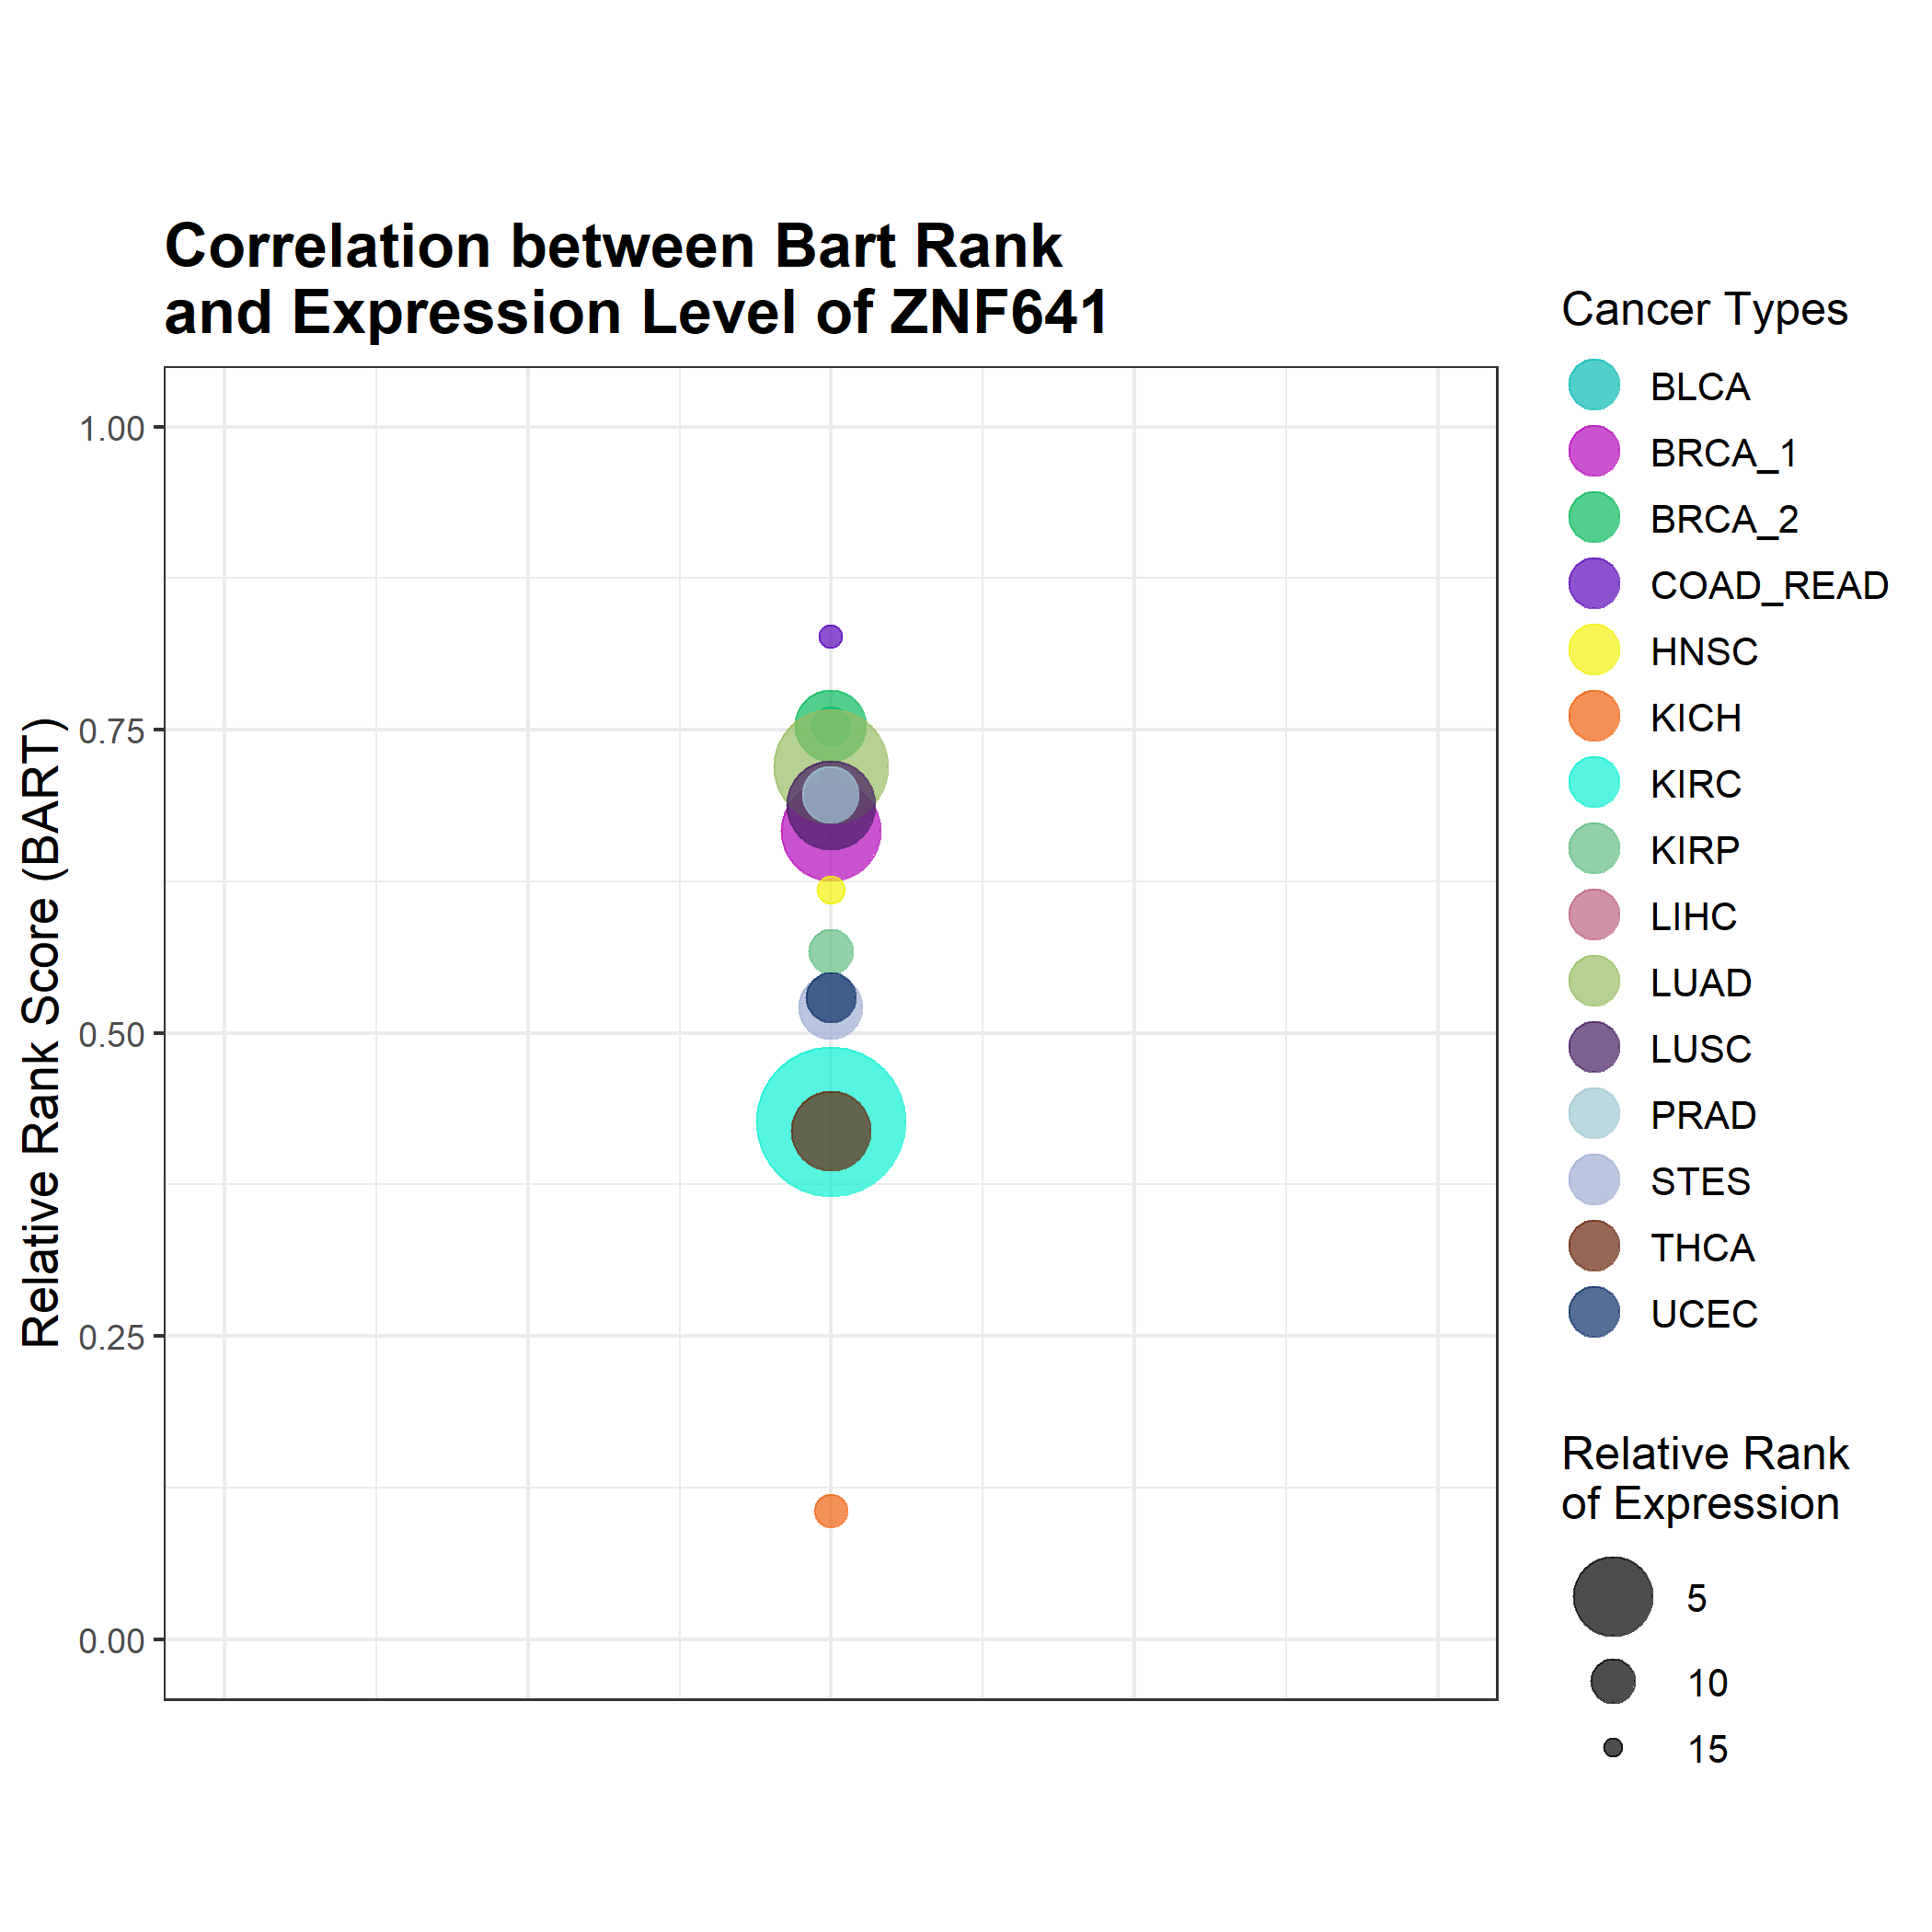 Correlation between Bart Rank
and Expression Level of ZNF641
Relative Rank Score (BART)
1.00
0.75
0.50
0.25
0.00
Cancer Types
BLCA
BRCA_1
BRCA_2
COAD_READ
HNSC
KICH
KIRC
KIRP
LIHC
LUAD
LUSC
PRAD
STES
THCA
UCEC
Relative Rank
of Expression
5
10
15